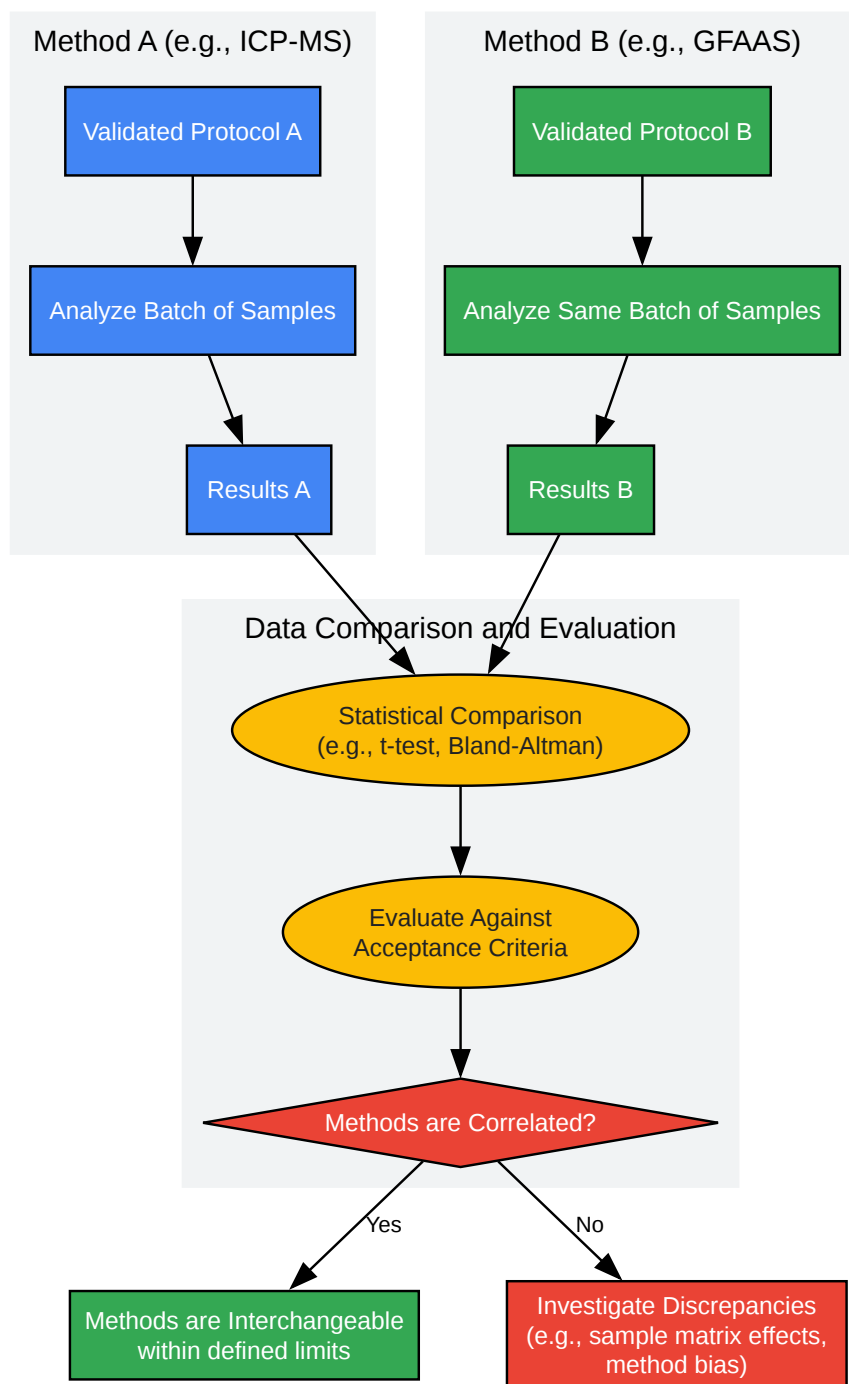 Method A (e.g., ICP-MS)
Method B (e.g., GFAAS)
Validated Protocol A
Validated Protocol B
Analyze Batch of Samples
Analyze Same Batch of Samples
Results A
Results B
Data Comparison and Evaluation
Statistical Comparison
(e.g., t-test, Bland-Altman)
Evaluate Against
Acceptance Criteria
Methods are Correlated?
Yes
No
Methods are Interchangeable
within defined limits
Investigate Discrepancies
(e.g., sample matrix effects,
method bias)